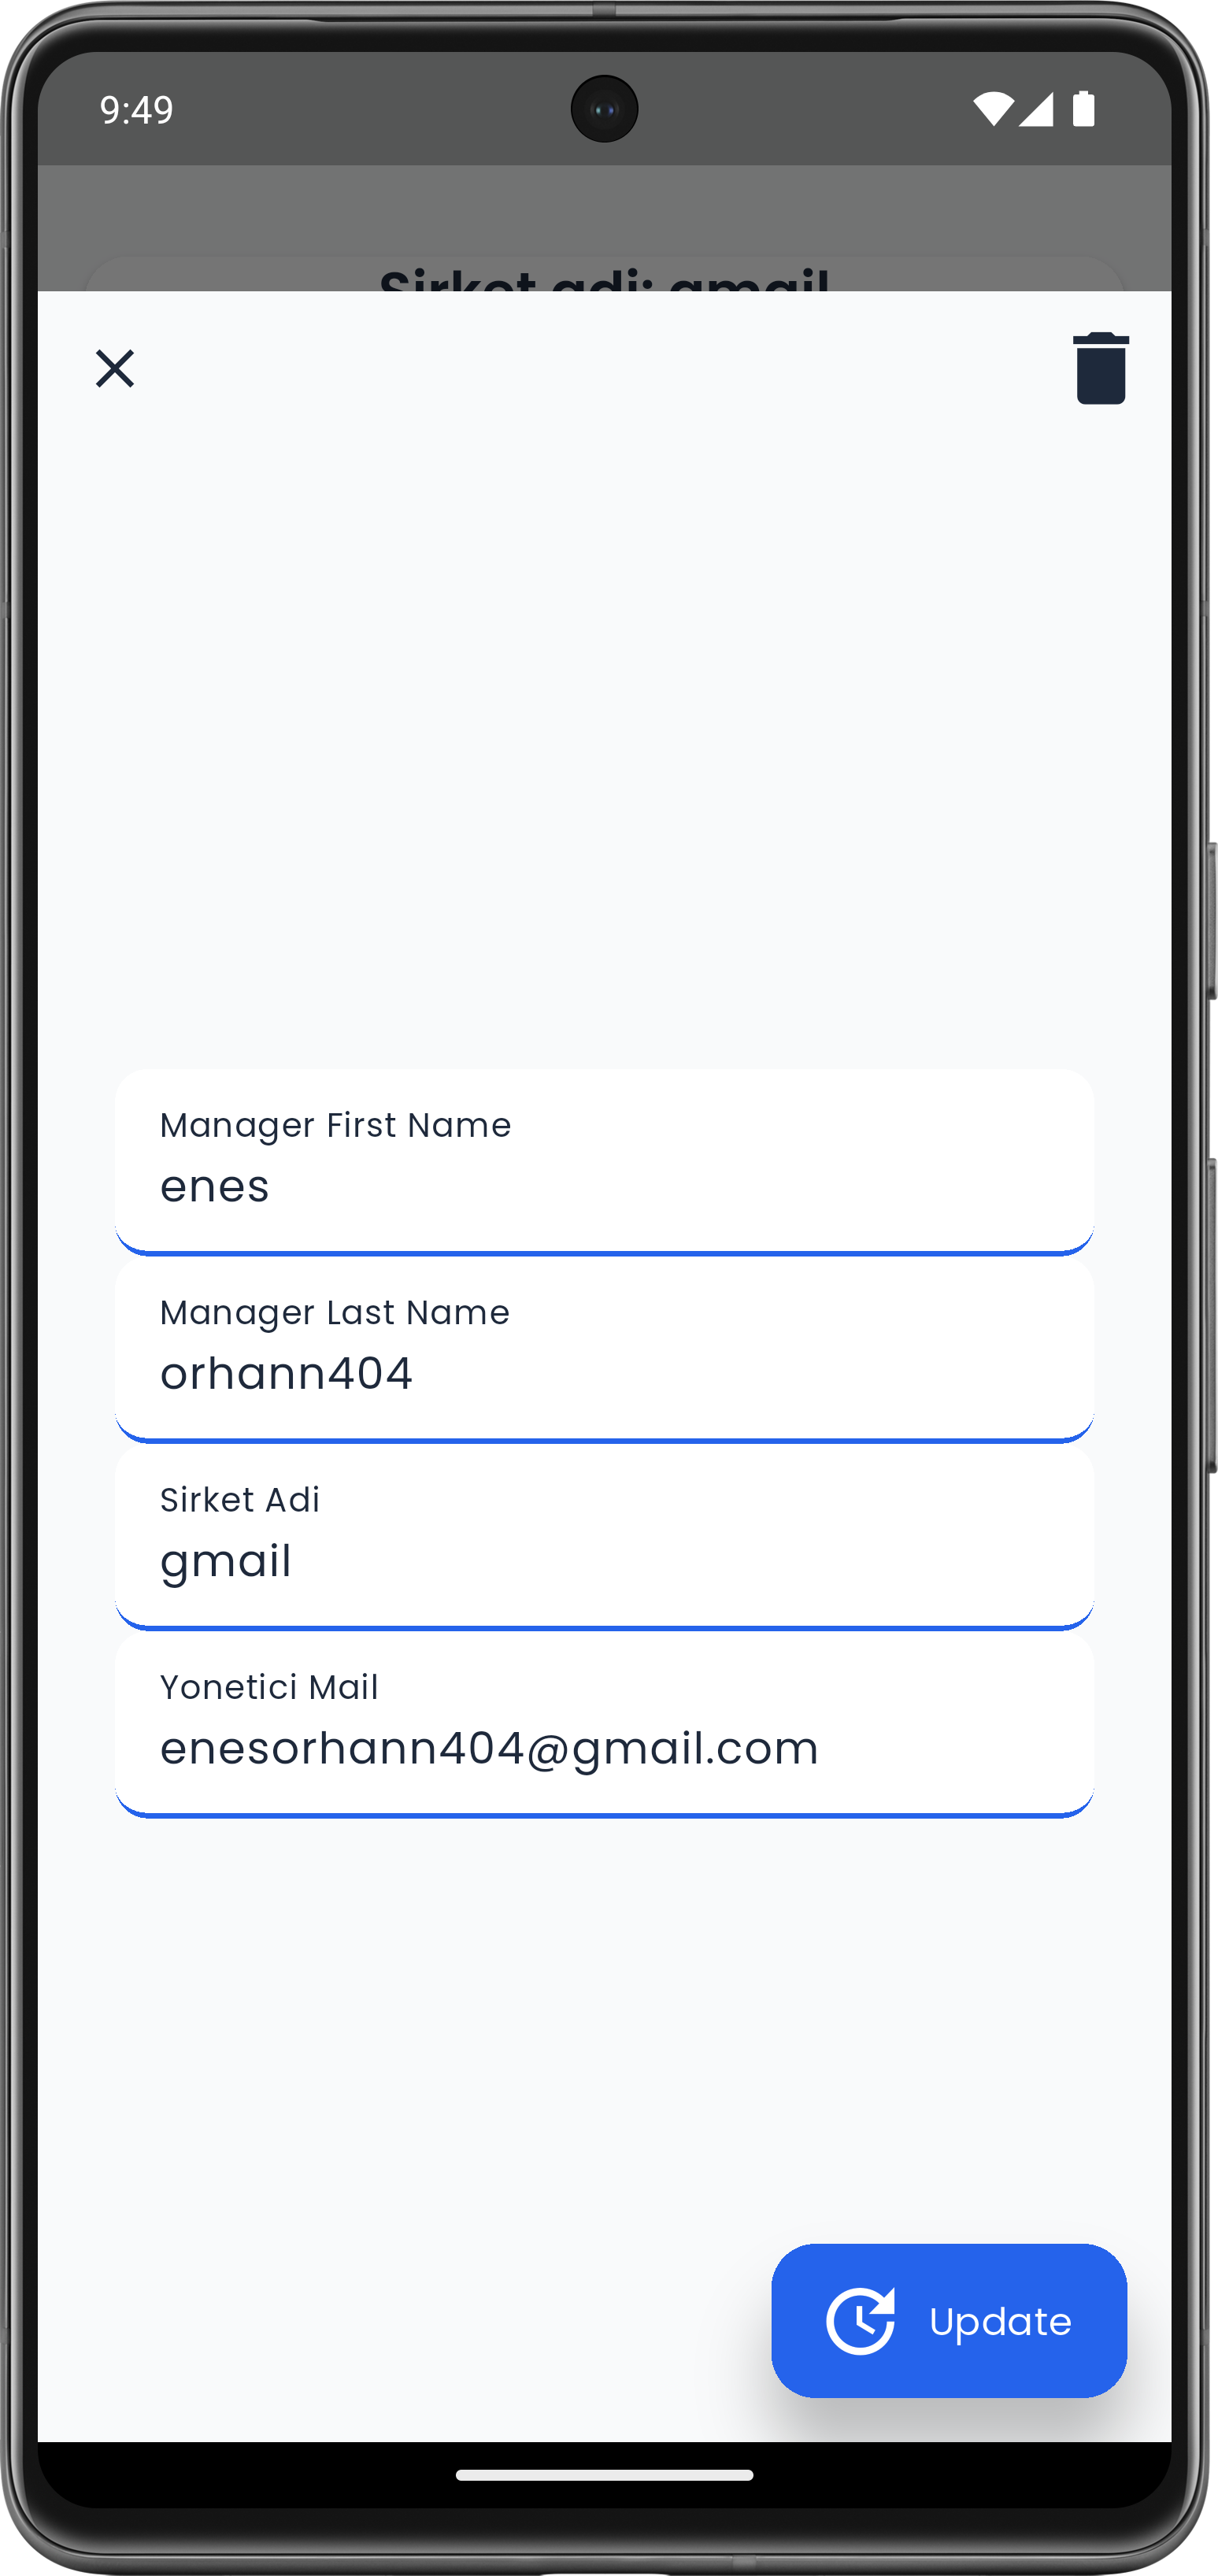 9:49
Sirket adi: gmail
Manager First Name
enes
Manager Last Name
orhann404
Sirket Adi
gmail
Yonetici Mail
enesorhann404@gmail.com
Update